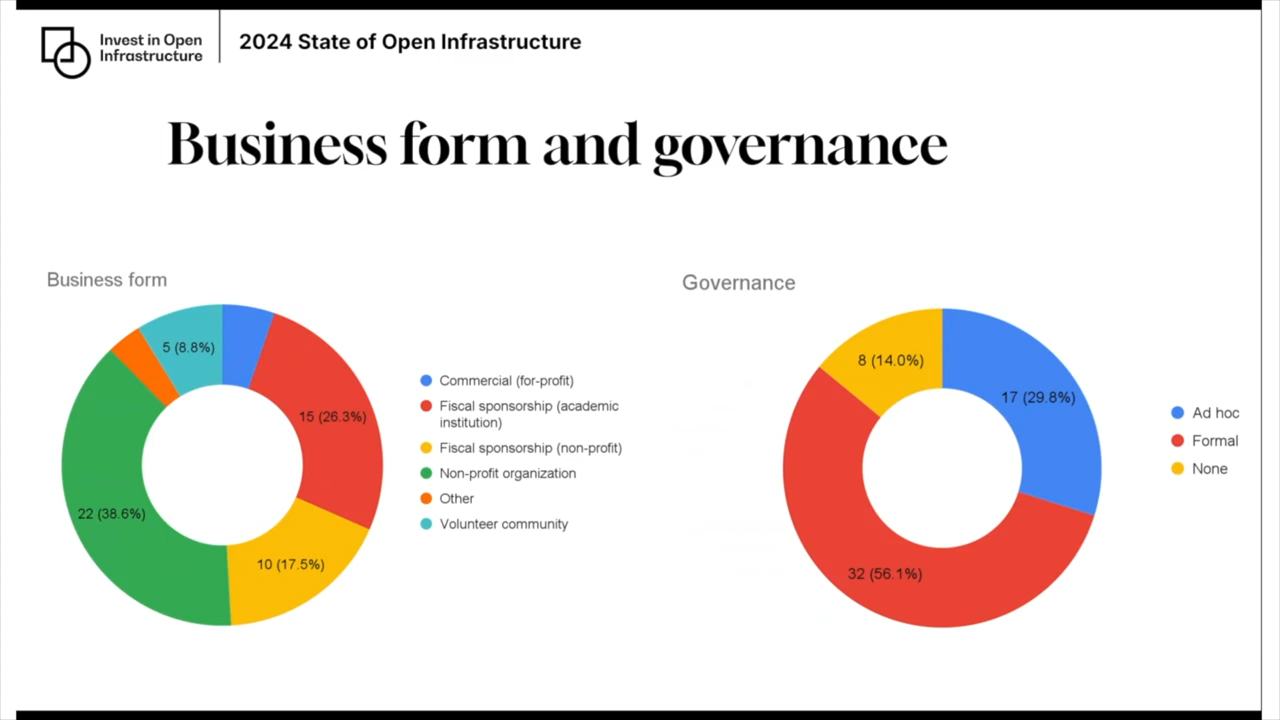 Invest in Open
Infrastructure
2024 State of Open Infrastructure
Business form and governance
Business form
5 (8.8%)
15 (26.3%)
22 (38.6%)
10 (17.5%)
Commercial (for-profit)
Fiscal sponsorship (academic
institution)
Fiscal sponsorship (non-profit)
Non-profit organization
Other
Volunteer community
Governance
8 (14.0%)
17 (29.8%)
32 (56.1%)
Ad hoc
Formal
None